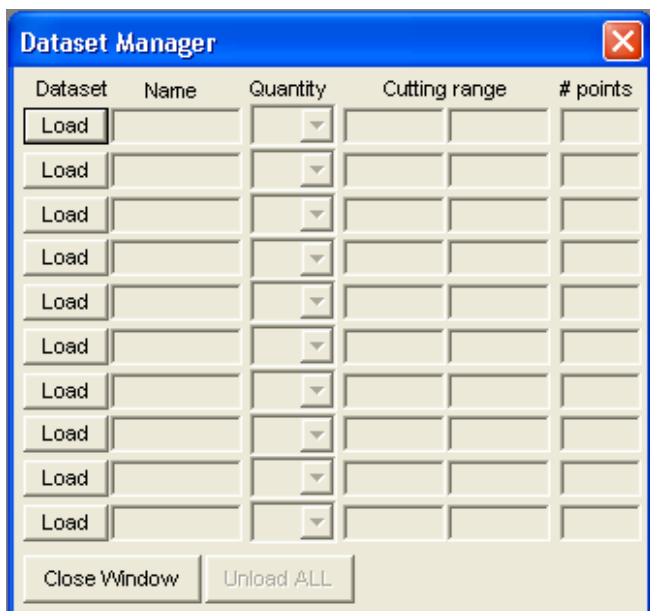 Dataset Manager
Dataset Name Quantity Cutting range # points
Load
Load
Load
Load
Load
Load
Load
Load
Load
Load
Close Window Unload ALL